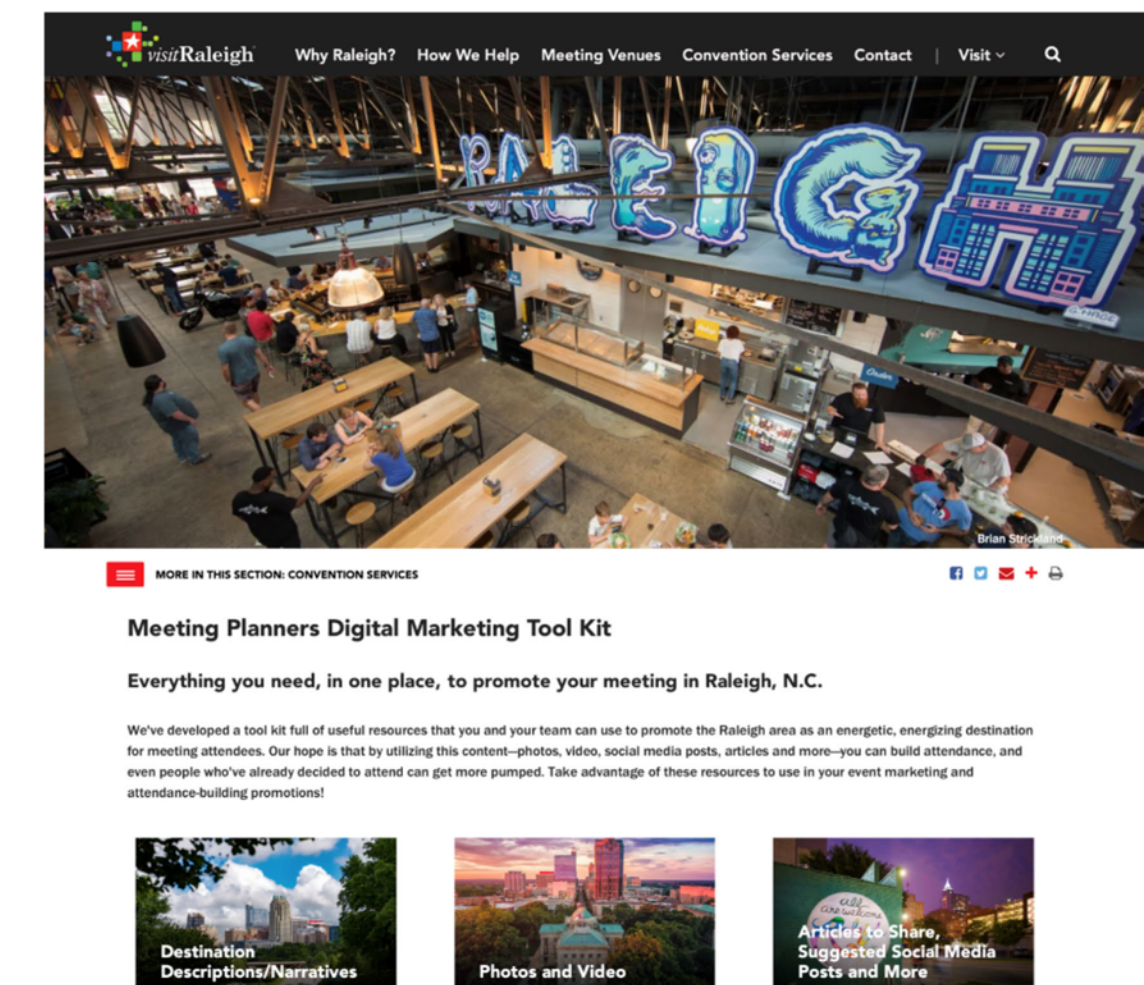 visitRaleigh
Why Raleigh? How We Help Meeting Venues Convention Services Contact | Visit
RALEIGH
Order
Brian Strickland
MORE IN THIS SECTION: CONVENTION SERVICES
Meeting Planners Digital Marketing Tool Kit
Everything you need, in one place, to promote your meeting in Raleigh, N.C.
We've developed a tool kit full of useful resources that you and your team can use to promote the Raleigh area as an energetic, energizing destination
for meeting attendees. Our hope is that by utilizing this content—photos, video, social media posts, articles and more—you can build attendance, and
even people who've already decided to attend can get more pumped. Take advantage of these resources to use in your event marketing and
attendance-building promotions!
Destination
Descriptions/Narratives
Photos and Video
all
are welcome
Articles to Share,
Suggested Social Media
Posts and More